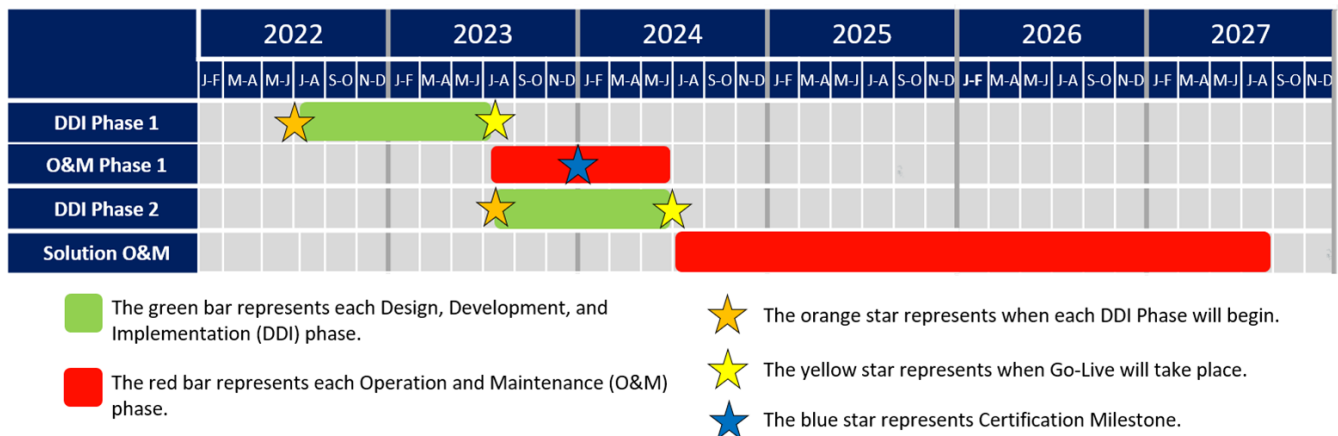 2022 2023 2024 2025 2026 2027
J-F M-A M-J J-A S-O N-D J-F M-A M-J J-A S-O N-D J-F M-A M-J J-A S-O N-D J-F M-A M-J J-A S-O N-D J-F M-A M-J J-A S-O N-D J-F M-A M-J J-A S-O N-D
DDI Phase 1
O&M Phase 1
DDI Phase 2
Solution O&M
The green bar represents each Design, Development, and
Implementation (DDI) phase.
The red bar represents each Operation and Maintenance (O&M)
phase.
The orange star represents when each DDI Phase will begin.
The yellow star represents when Go-Live will take place.
The blue star represents Certification Milestone.